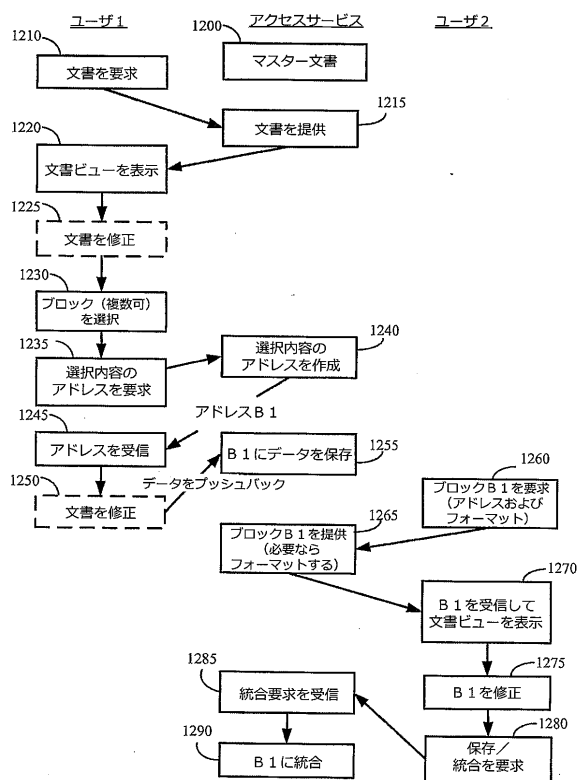 ユーザ１
アクセスサービス
ユーザ２
1210
文書を要求
1200
マスター文書
1215
文書を提供
1220
文書ビューを表示
1225
文書を修正
1230
ブロック（複数可）
を選択
1235
選択内容の
アドレスを要求
1240
選択内容の
アドレスを作成
アドレスＢ１
1245
アドレスを受信
1250
文書を修正
データをプッシュバック
1255
Ｂ１にデータを保存
1260
ブロックＢ１を要求
（アドレスおよび
フォーマット）
1265
ブロックＢ１を提供
（必要なら
フォーマットする）
1270
Ｂ１を受信して
文書ビューを表示
1275
Ｂ１を修正
1280
保存／
統合を要求
1285
統合要求を受信
1290
Ｂ１に統合